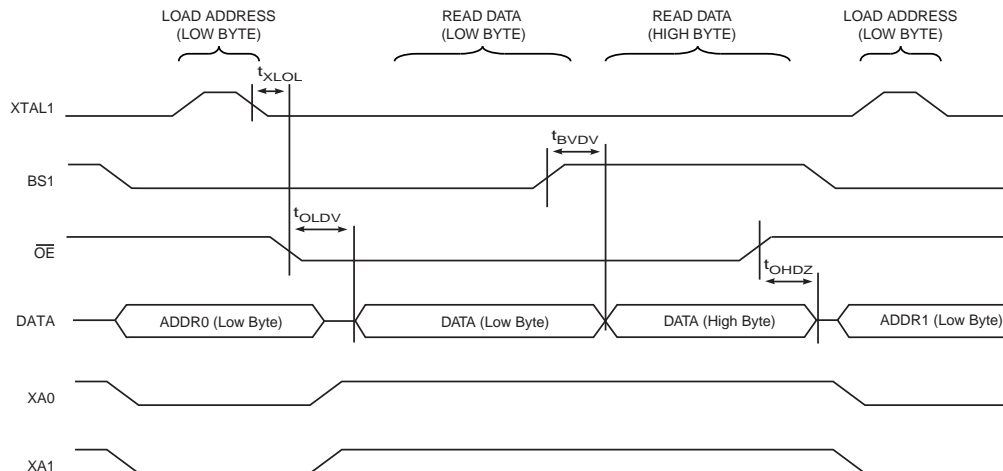 LOAD ADDRESS
(LOW BYTE)
READ DATA
(LOW BYTE)
READ DATA
(HIGH BYTE)
LOAD ADDRESS
(LOW BYTE)
tXLOL
XTAL1
tBVDV
BS1
tOLDV
OE
tOHDZ
DATA
ADDR0 (Low Byte)
DATA (Low Byte)
DATA (High Byte)
ADDR1 (Low Byte)
XA0
XA1